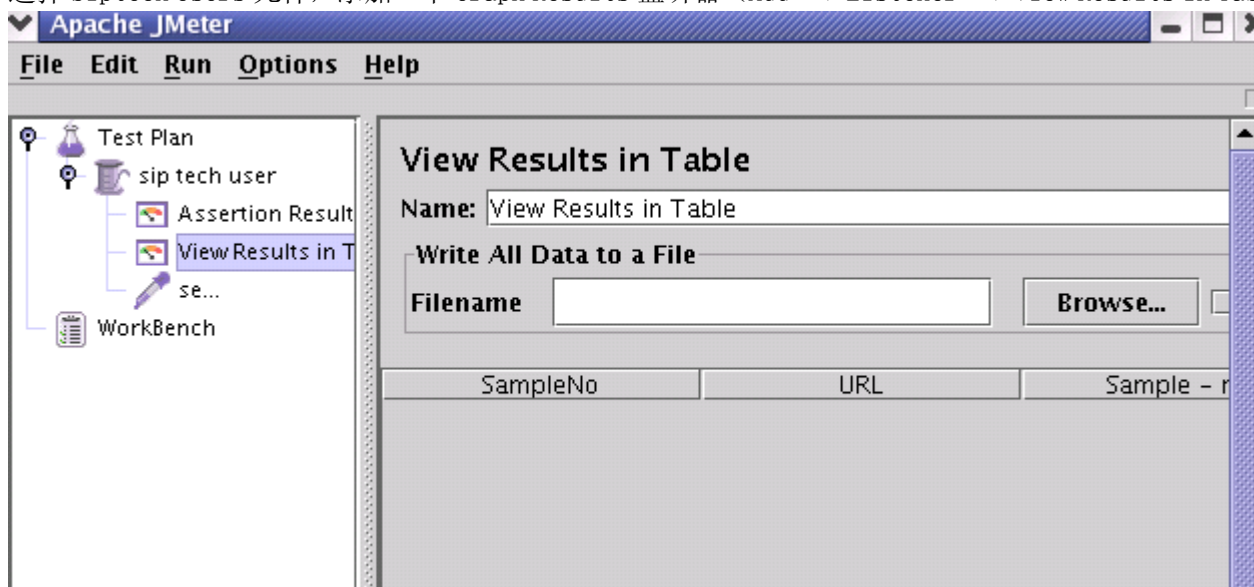 Apache JMeter
File Edit Run Options Help
Test Plan
sip tech user
Assertion Result
View Results in T
se...
WorkBench
View Results in Table
Name: View Results in Table
Write All Data to a File
Filename Browse...
SampleNo URL Sample -